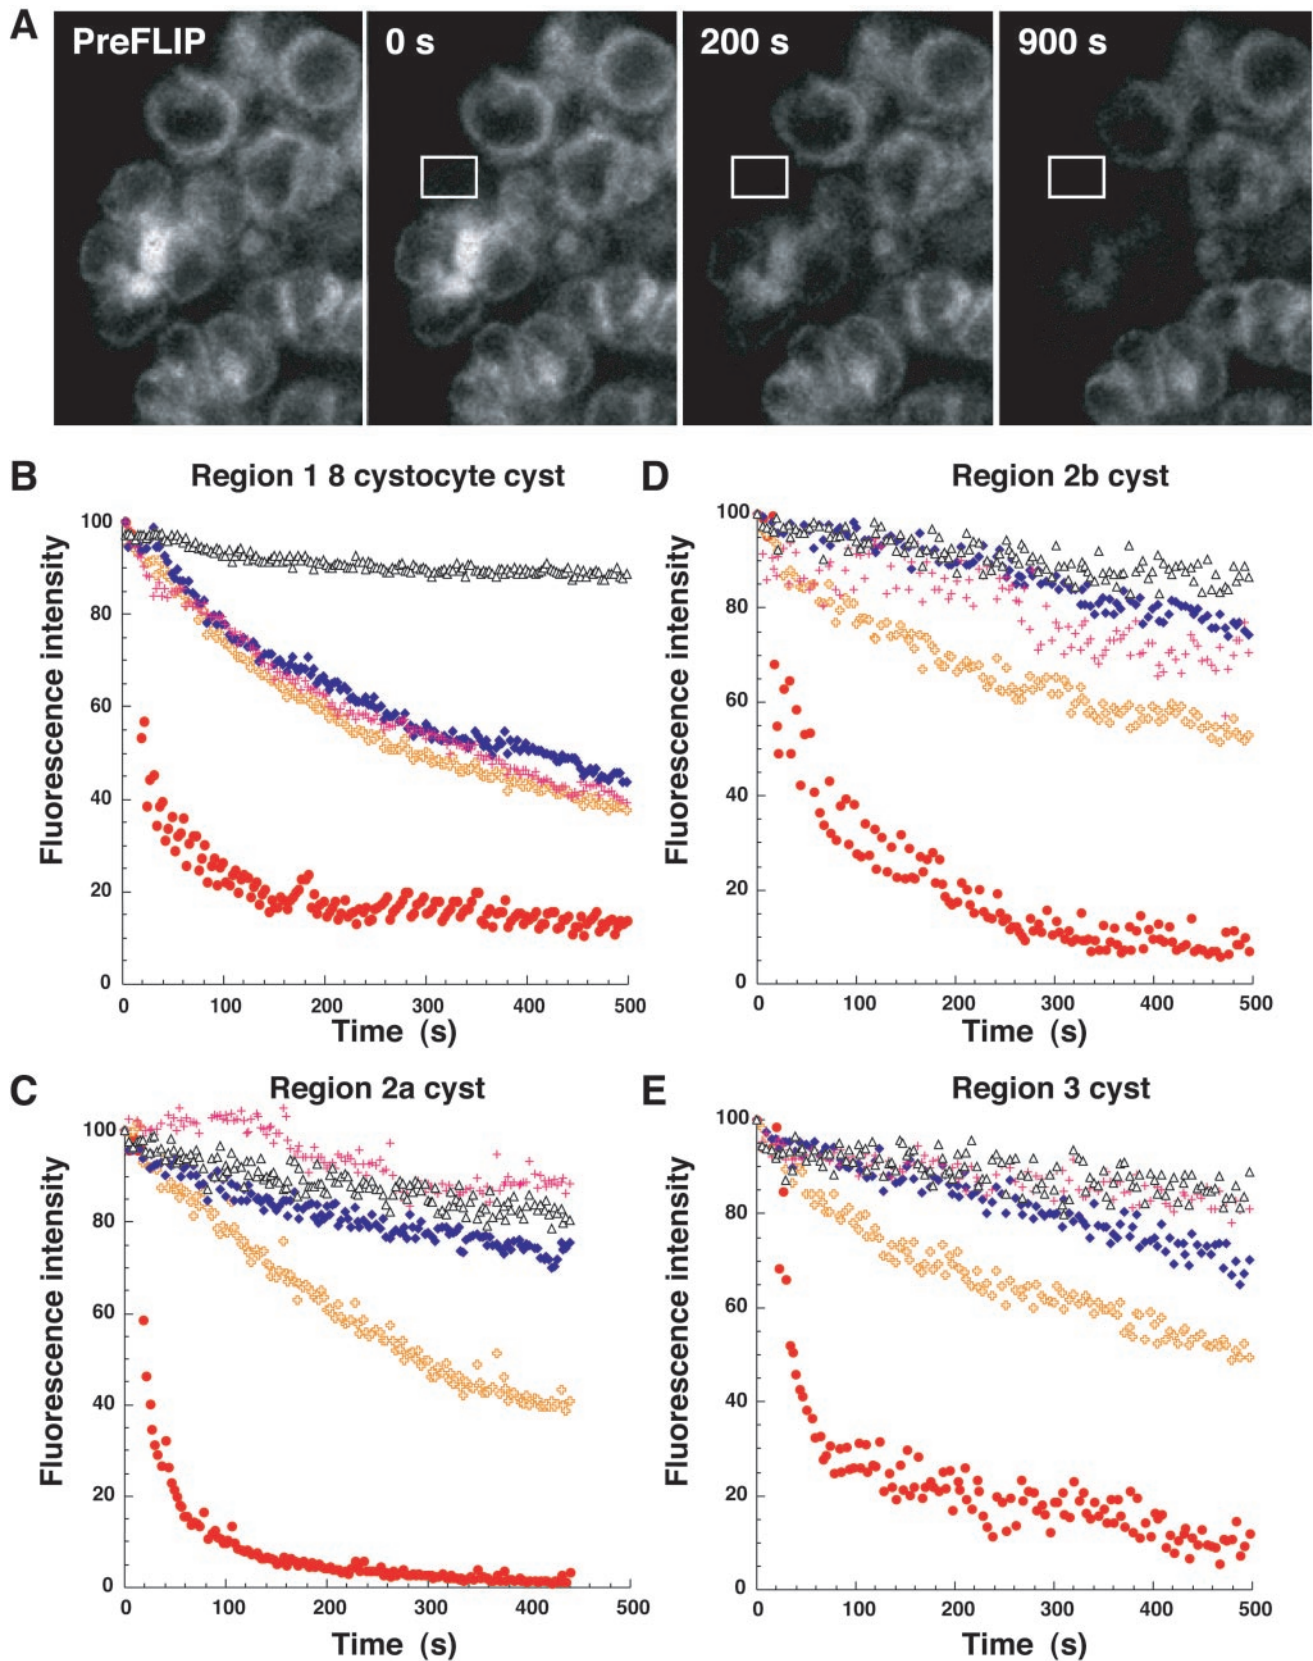 A
PreFLIP
0 s
200 s
900 s
B
Region 1 8 cystocyte cyst
Fluorescence intensity
100
80
60
40
20
0
0 100 200 300 400 500
Time (s)
D
Region 2b cyst
Fluorescence intensity
100
80
60
40
20
0
0 100 200 300 400 500
Time (s)
C
Region 2a cyst
Fluorescence intensity
100
80
60
40
20
0
0 100 200 300 400 500
Time (s)
E
Region 3 cyst
Fluorescence intensity
100
80
60
40
20
0
0 100 200 300 400 500
Time (s)